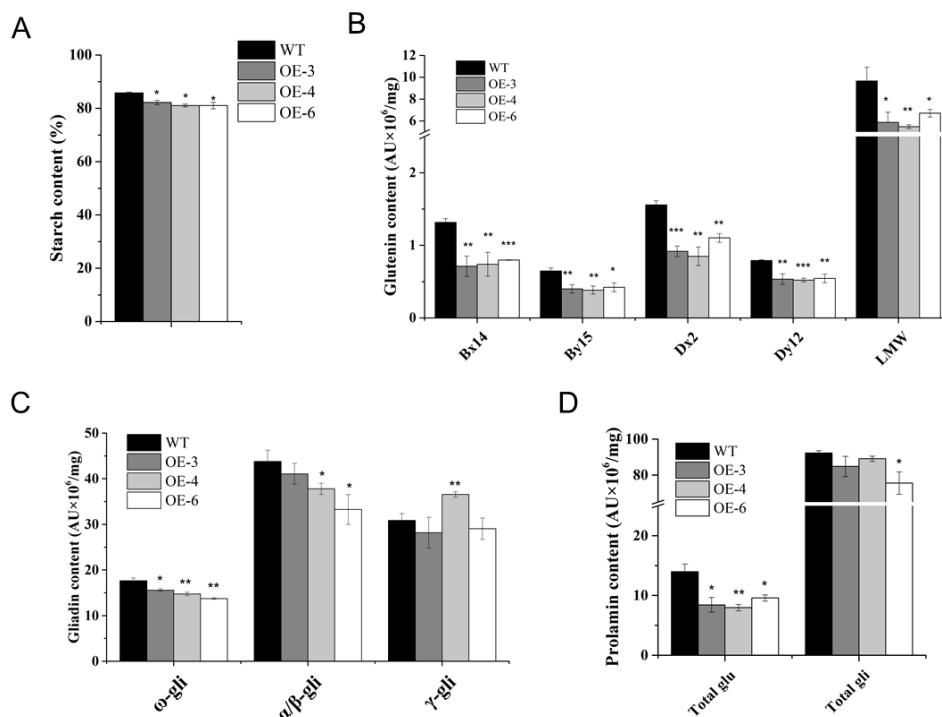 A
Starch content (%)
100
80
60
40
20
0
WT
OE-3
OE-4
OE-6
* * *
B
Glutenin content (AU×10⁶/mg)
12
10
8
6
2
1
0
WT
OE-3
OE-4
OE-6
** ** ***
** ** *
*** ** **
** *** **
* ** *
Bx14
By15
Dx2
Dy12
LMW
C
Gliadin content (AU×10⁶/mg)
50
40
30
20
10
0
WT
OE-3
OE-4
OE-6
* ** **
* *
**
ω-gli
α/β-gli
γ-gli
D
Prolamin content (AU×10⁶/mg)
100
80
20
10
0
WT
OE-3
OE-4
OE-6
* ** *
*
Total glu
Total gli